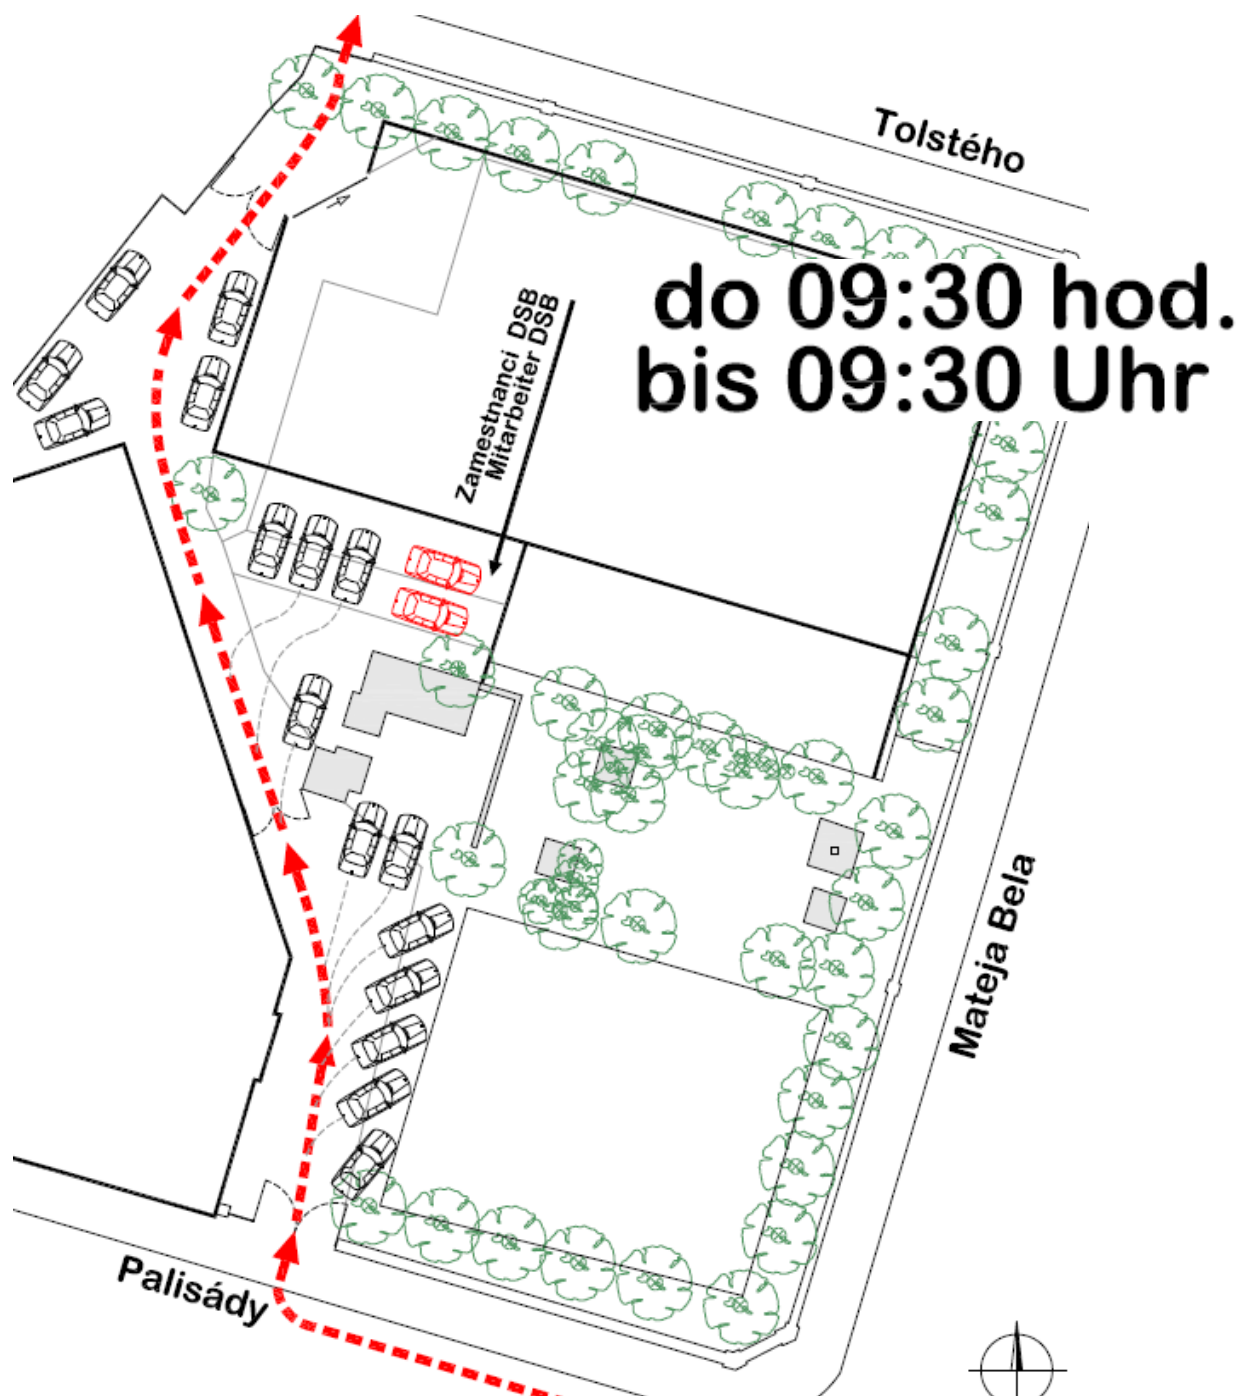 Tolstého
do 09:30 hod.
bis 09:30 Uhr
Zamestnanci DSB
Mitarbeiter DSB
Mateja Bela
Palisády